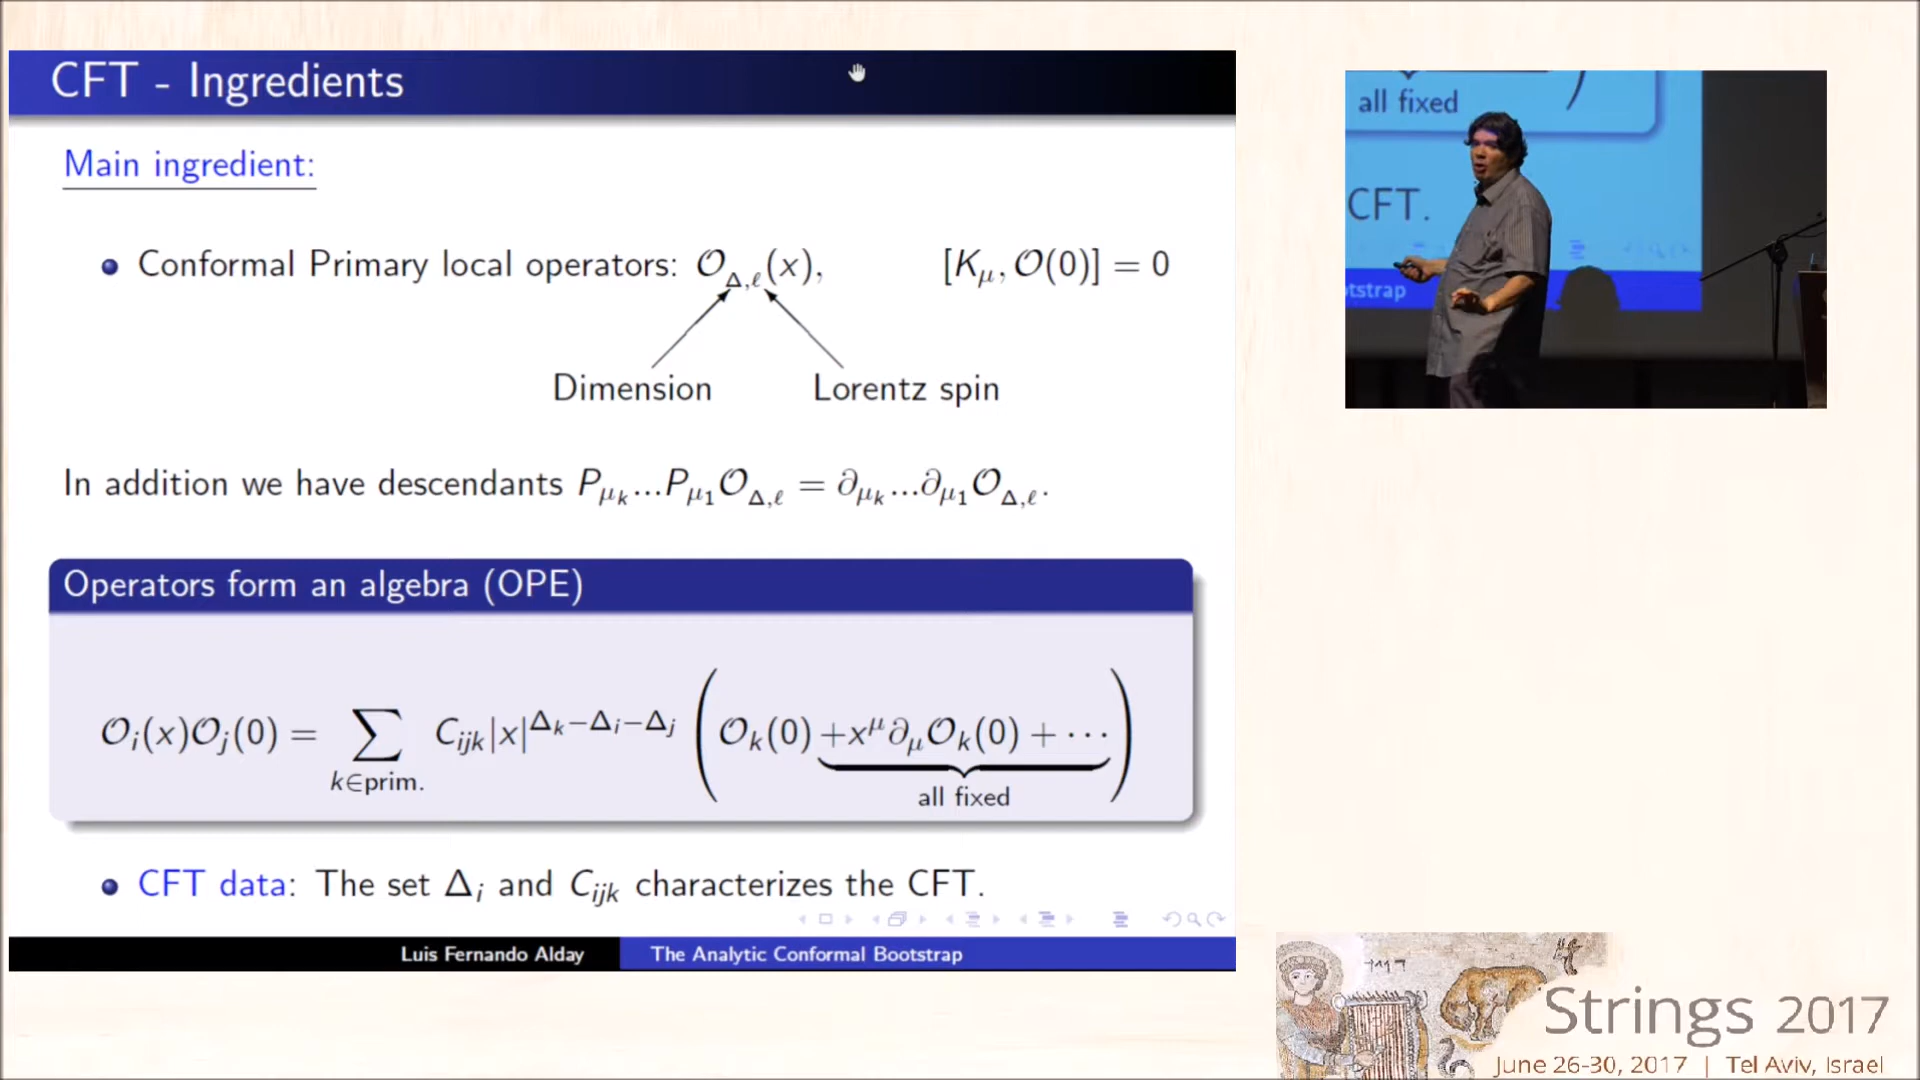 CFT - Ingredients
Main ingredient:
Conformal Primary local operators: 𝒪_{Δ,ℓ}(x), [K_μ, 𝒪(0)] = 0
Dimension Lorentz spin
In addition we have descendants P_{μ_k}...P_{μ_1}𝒪_{Δ,ℓ} = ∂_{μ_k}...∂_{μ_1}𝒪_{Δ,ℓ}.
Operators form an algebra (OPE)
𝒪_i(x)𝒪_j(0) = ∑_{k∈prim.} C_{ijk}|x|^{Δ_k−Δ_i−Δ_j} (𝒪_k(0) +x^μ∂_μ𝒪_k(0) + ⋯)
all fixed
CFT data: The set Δ_i and C_{ijk} characterizes the CFT.
Luis Fernando Alday The Analytic Conformal Bootstrap
all fixed
CFT.
tstrap
Strings 2017
June 26-30, 2017 | Tel Aviv, Israel